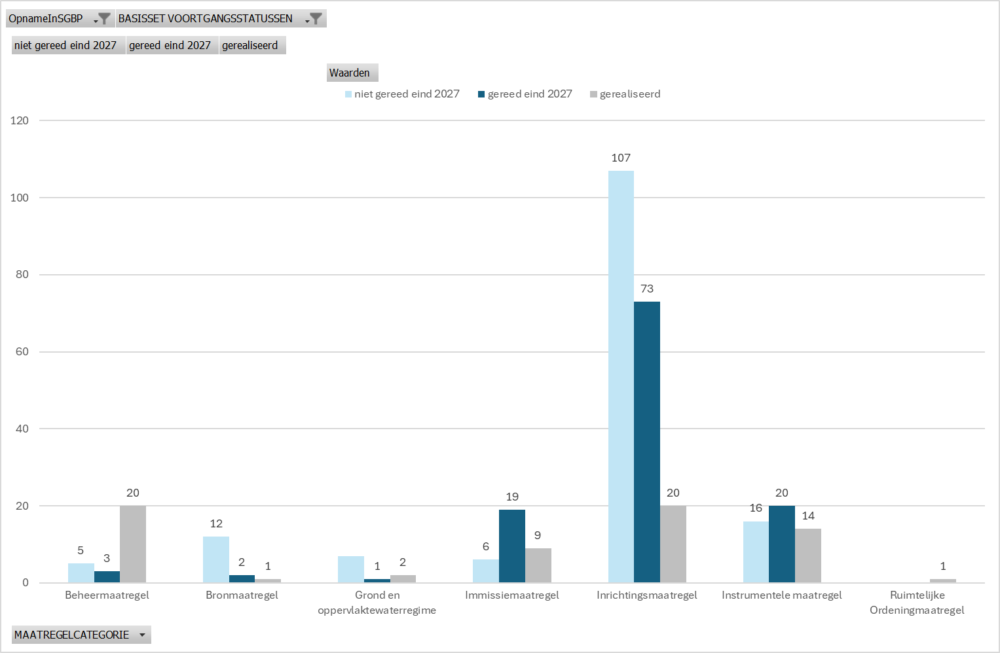 OpnameInSGBP BASISSET VOORTGANGSSTATUSSEN
niet gereed eind 2027 gereed eind 2027 gerealiseerd
Waarden
niet gereed eind 2027 gereed eind 2027 gerealiseerd
120
100
80
60
40
20
0
107
73
20
20
19
16 20
14
12
9
6
5
3
2
1
1
2
1
Beheermaatregel
Bronmaatregel
Grond en
oppervlaktewaterregime
Immissiemaatregel
Inrichtingsmaatregel
Instrumentele maatregel
Ruimtelijke
Ordeningmaatregel
MAATREGELCATEGORIE